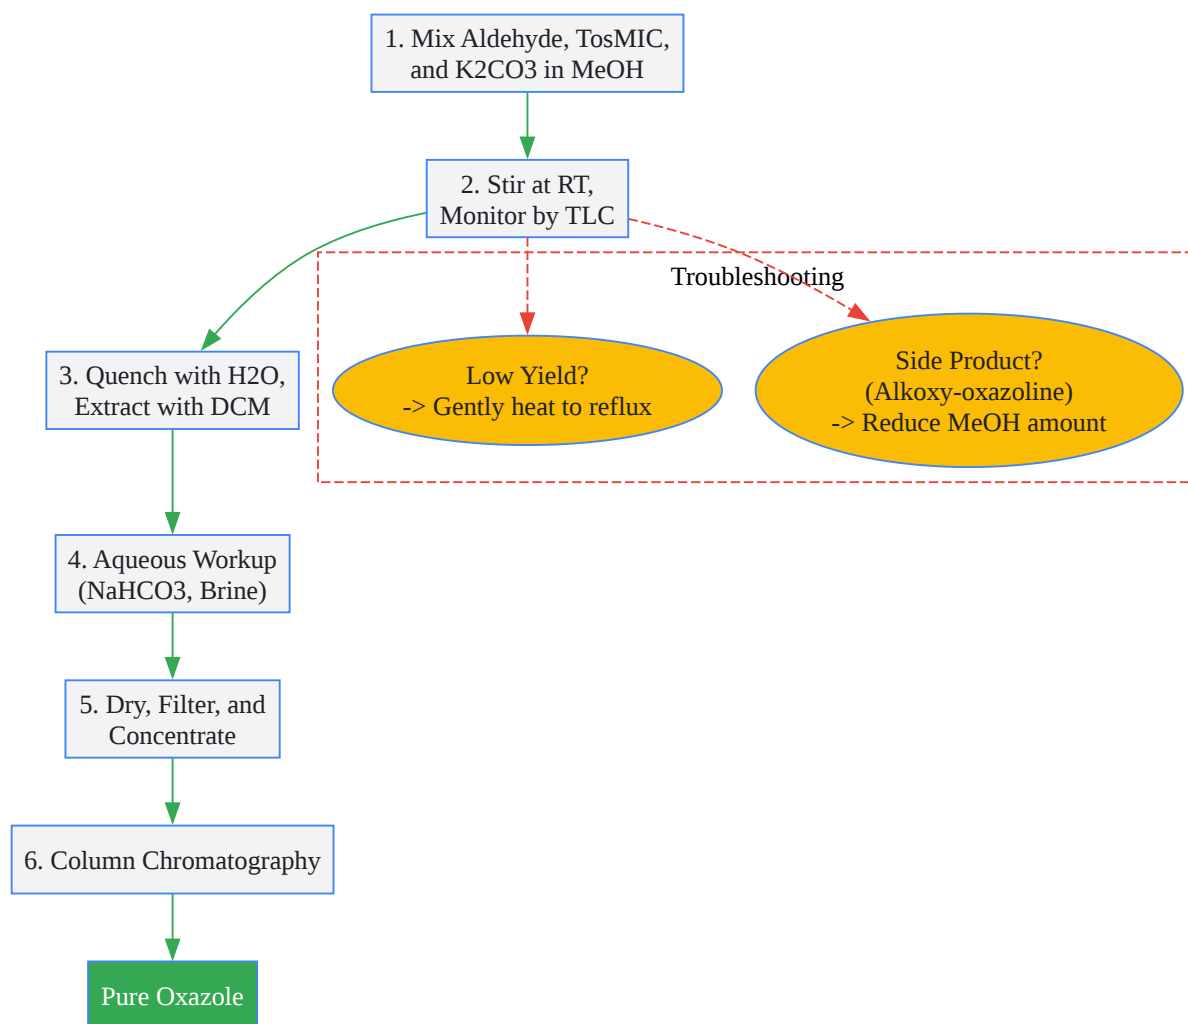 1. Mix Aldehyde, TosMIC,
and K2CO3 in MeOH
2. Stir at RT,
Monitor by TLC
Troubleshooting
Low Yield?
-> Gently heat to reflux
Side Product?
(Alkoxy-oxazoline)
-> Reduce MeOH amount
3. Quench with H2O,
Extract with DCM
4. Aqueous Workup
(NaHCO3, Brine)
5. Dry, Filter, and
Concentrate
6. Column Chromatography
Pure Oxazole